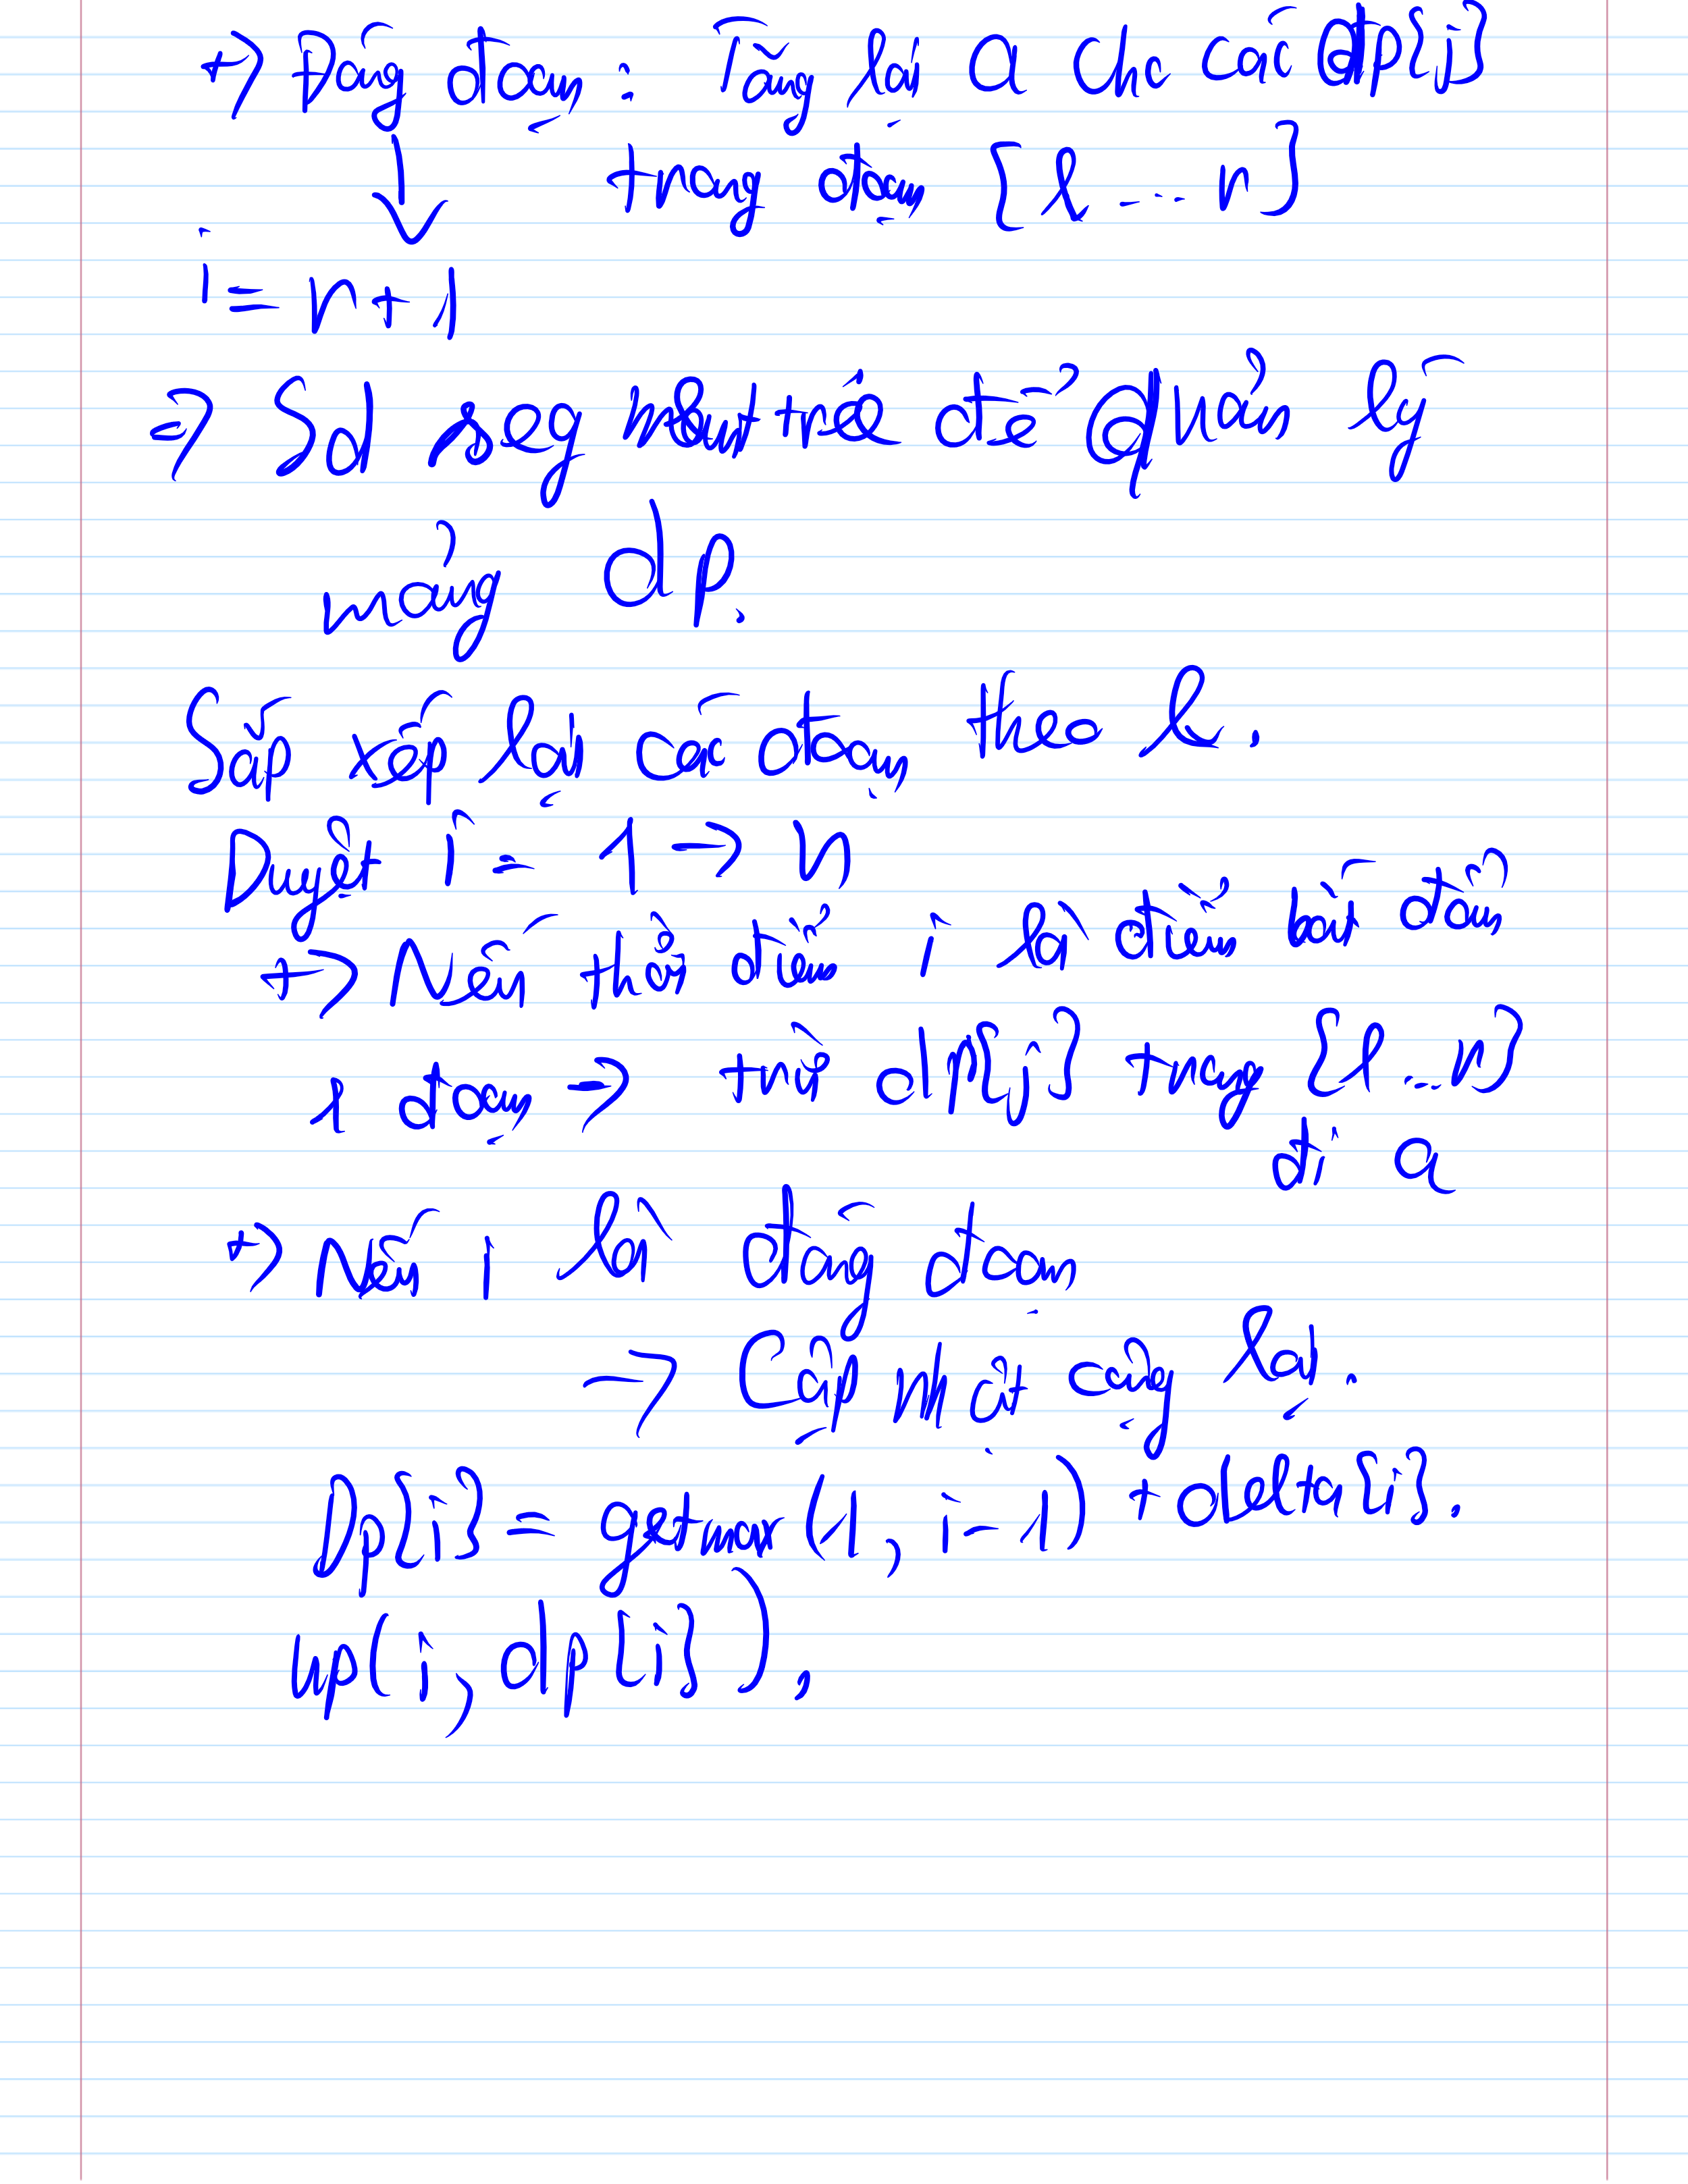 +> Đóng đoạn: Tăng lại a cho các dp[j]
trong đoạn [l ... r]
i = r+1
=> Sd segment tree để quản lý
mảng dp.
Sắp xếp lại các đoạn theo l.
Duyệt i = 1 -> n
+> Nếu thời điểm i là điểm bắt đầu
1 đoạn -> trừ dp[j] trong [l ... r]
đi a
+> Nếu i là đóng đoạn
-> Cập nhật cộng lại.
Dp[i] = getmax(1, i-1) + delta[i].
up(i, dp[i]).